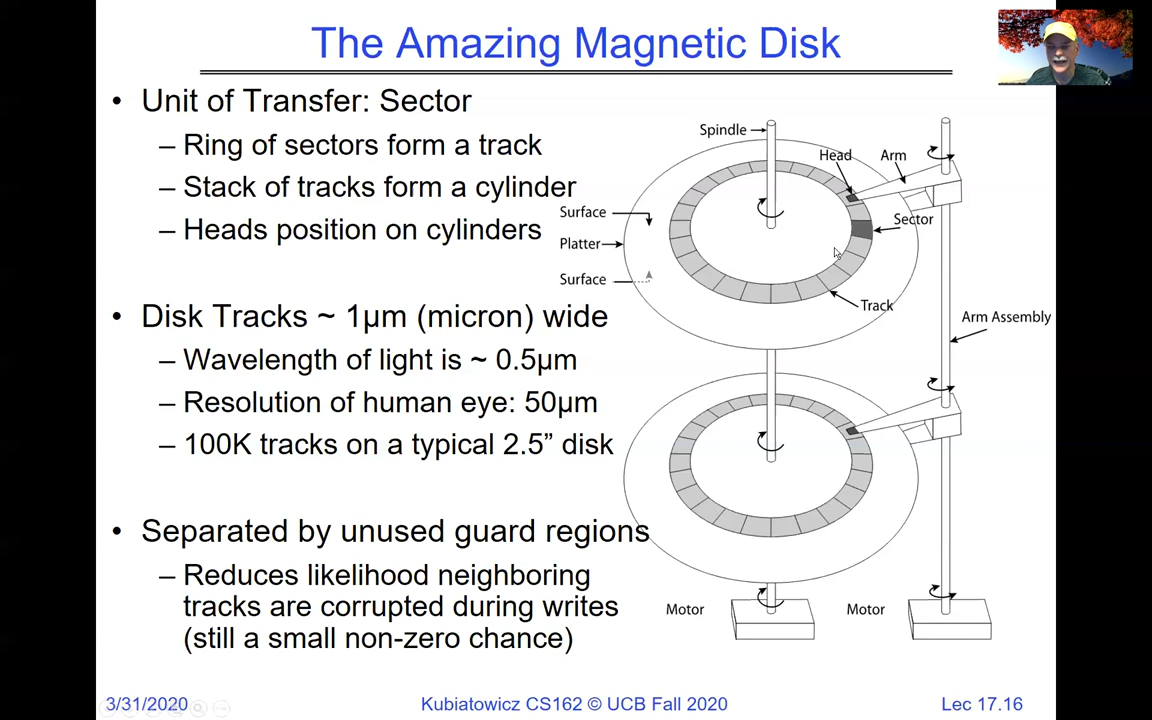 The Amazing Magnetic Disk
• Unit of Transfer: Sector
– Ring of sectors form a track
– Stack of tracks form a cylinder
– Heads position on cylinders
• Disk Tracks ~ 1µm (micron) wide
– Wavelength of light is ~ 0.5µm
– Resolution of human eye: 50µm
– 100K tracks on a typical 2.5” disk
• Separated by unused guard regions
– Reduces likelihood neighboring
tracks are corrupted during writes
(still a small non-zero chance)
Spindle
Head
Arm
Surface
Sector
Platter
Surface
Track
Arm Assembly
Motor
Motor
3/31/2020
Kubiatowicz CS162 © UCB Fall 2020
Lec 17.16